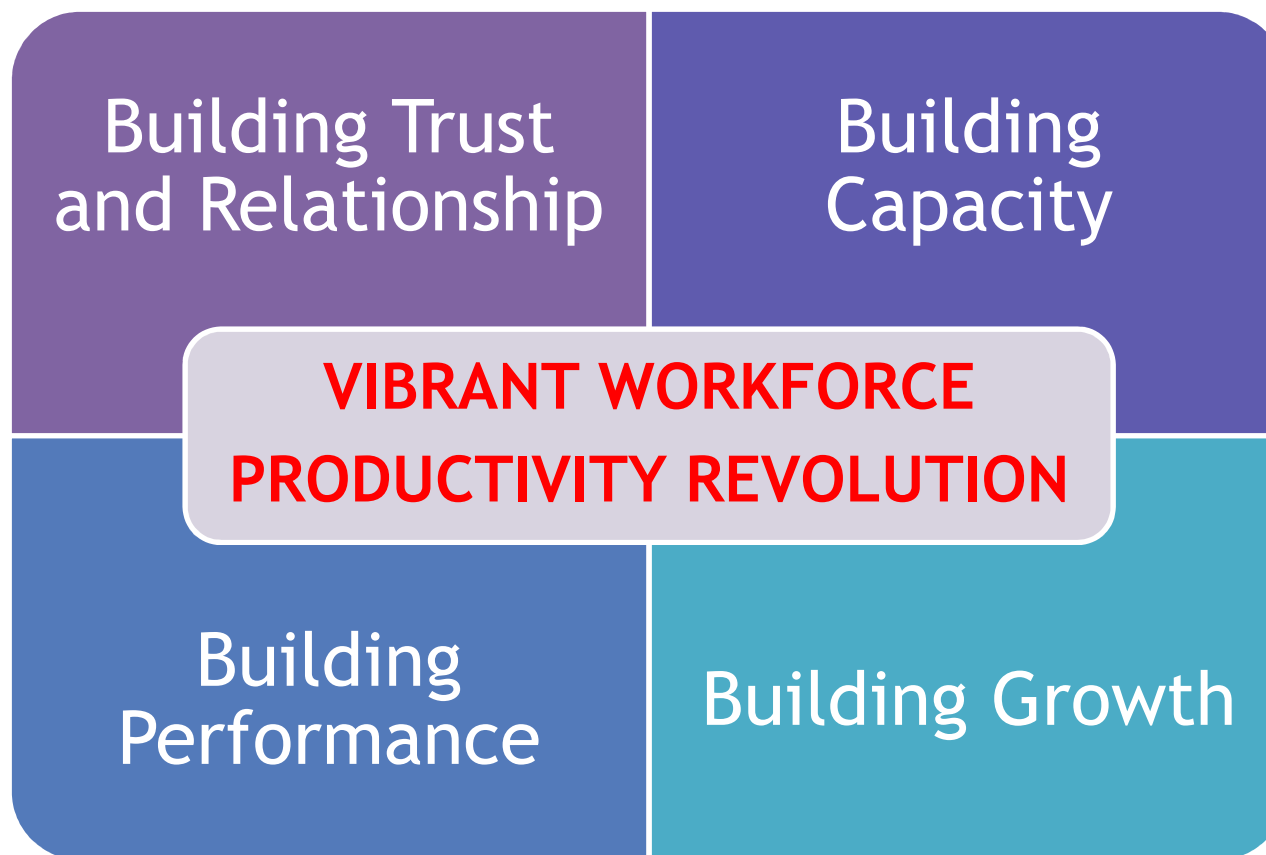 Building Trust
and Relationship
Building
Capacity
VIBRANT WORKFORCE
PRODUCTIVITY REVOLUTION
Building
Performance
Building Growth